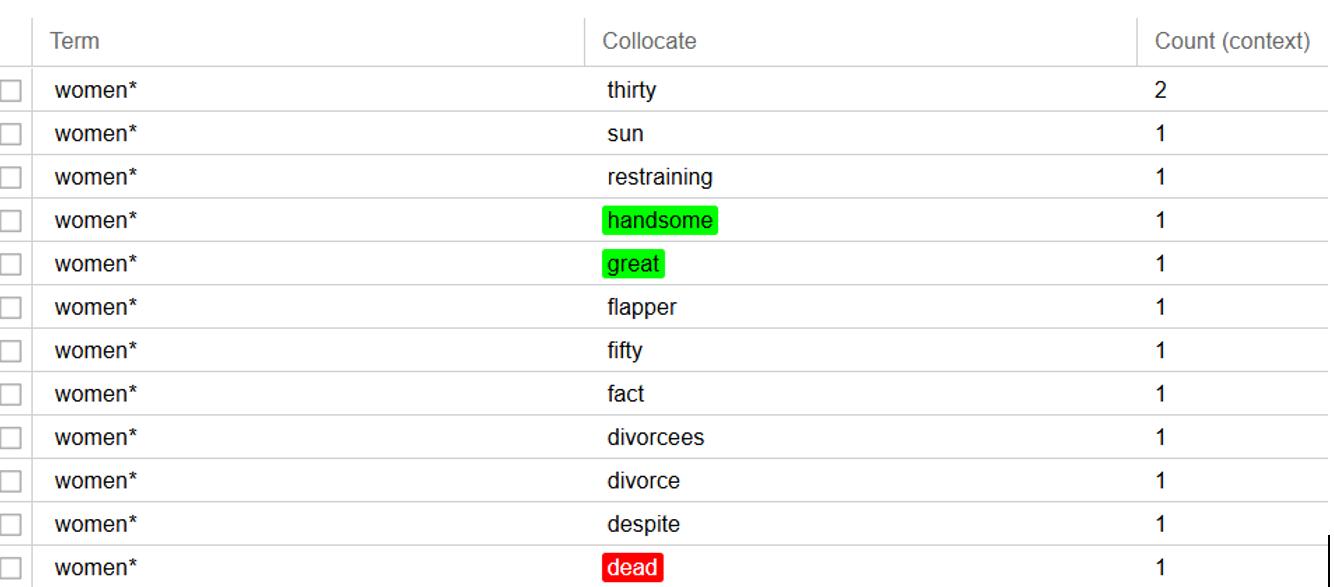 Term Collocate Count (context)
women* thirty 2
women* sun 1
women* restraining 1
women* handsome 1
women* great 1
women* flapper 1
women* fifty 1
women* fact 1
women* divorcees 1
women* divorce 1
women* despite 1
women* dead 1